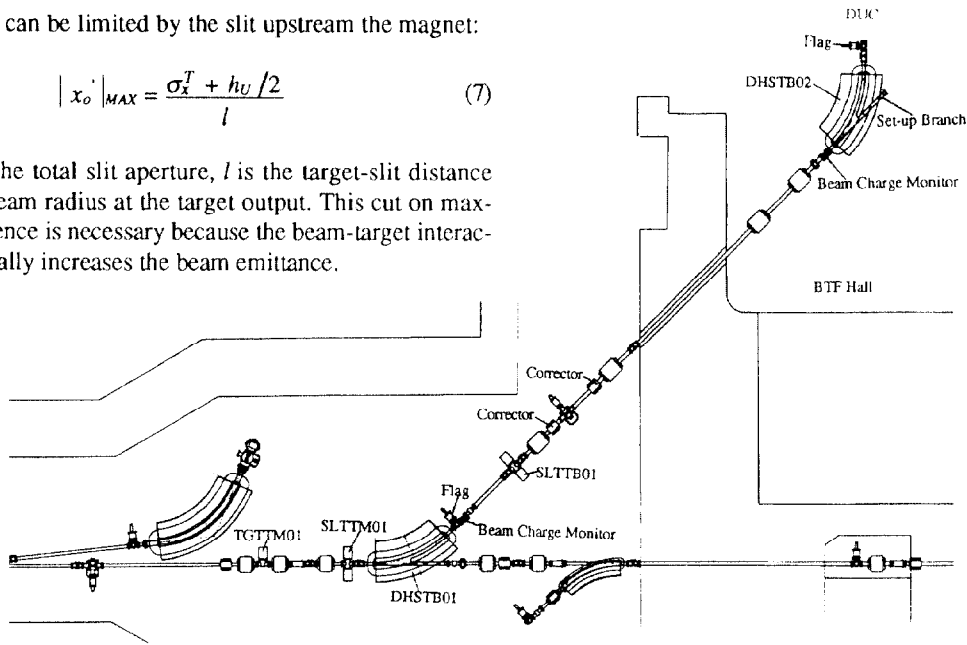 can be limited by the slit upstream the magnet:
| x_o' |_MAX = (σ_x^T + h_U /2) / l (7)
he total slit aperture, l is the target-slit distance
eam radius at the target output. This cut on max-
ence is necessary because the beam-target interac-
ally increases the beam emittance.
DUC
Flag
DHSTB02
Set-up Branch
Beam Charge Monitor
BTF Hall
Corrector
Corrector
SLTTB01
Flag
TGTTM01
SLTTM01
Beam Charge Monitor
DHSTB01